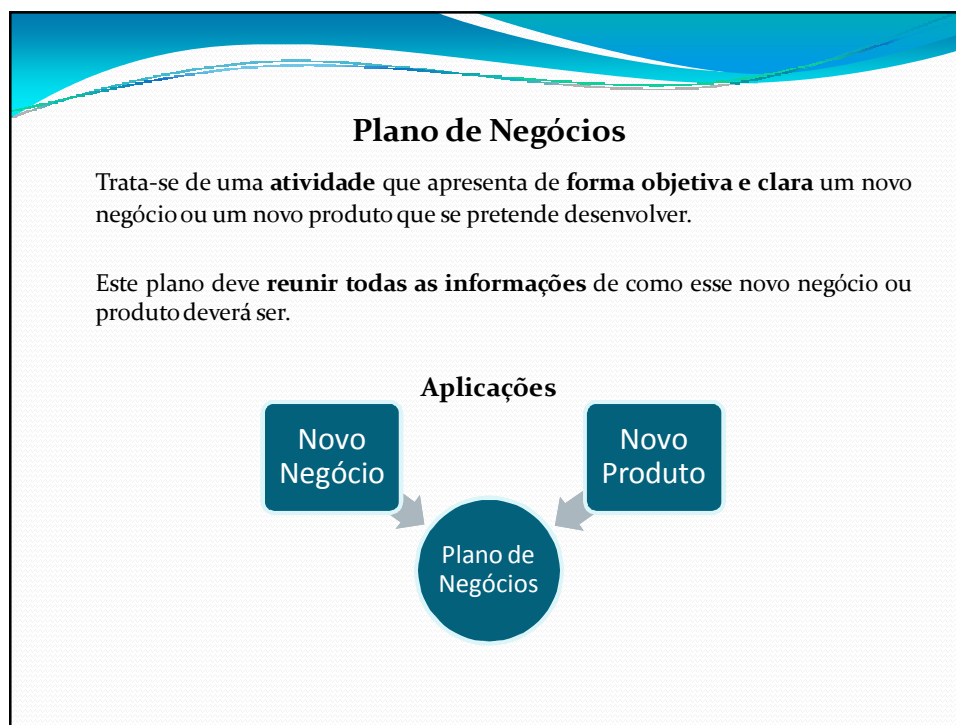 Plano de Negócios
Trata-se de uma atividade que apresenta de forma objetiva e clara um novo
negócio ou um novo produto que se pretende desenvolver.
Este plano deve reunir todas as informações de como esse novo negócio ou
produto deverá ser.
Aplicações
Novo
Negócio
Novo
Produto
Plano de
Negócios